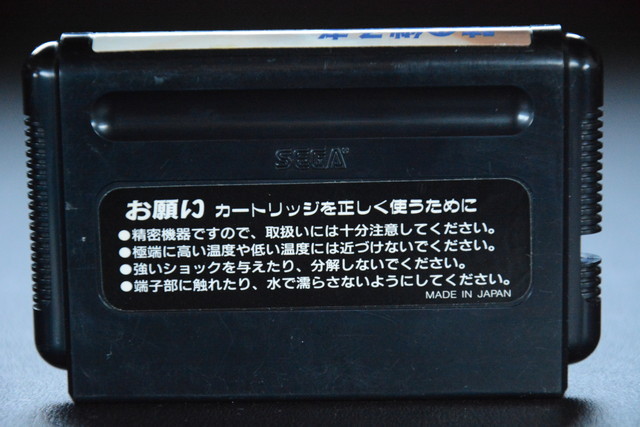 SEGA
お願い カートリッジを正しく使うために
●精密機器ですので、取扱いには十分注意してください。
●極端に高い温度や低い温度には近づけないでください。
●強いショックを与えたり、分解しないでください。
●端子部に触れたり、水で濡らさないようにしてください。
MADE IN JAPAN